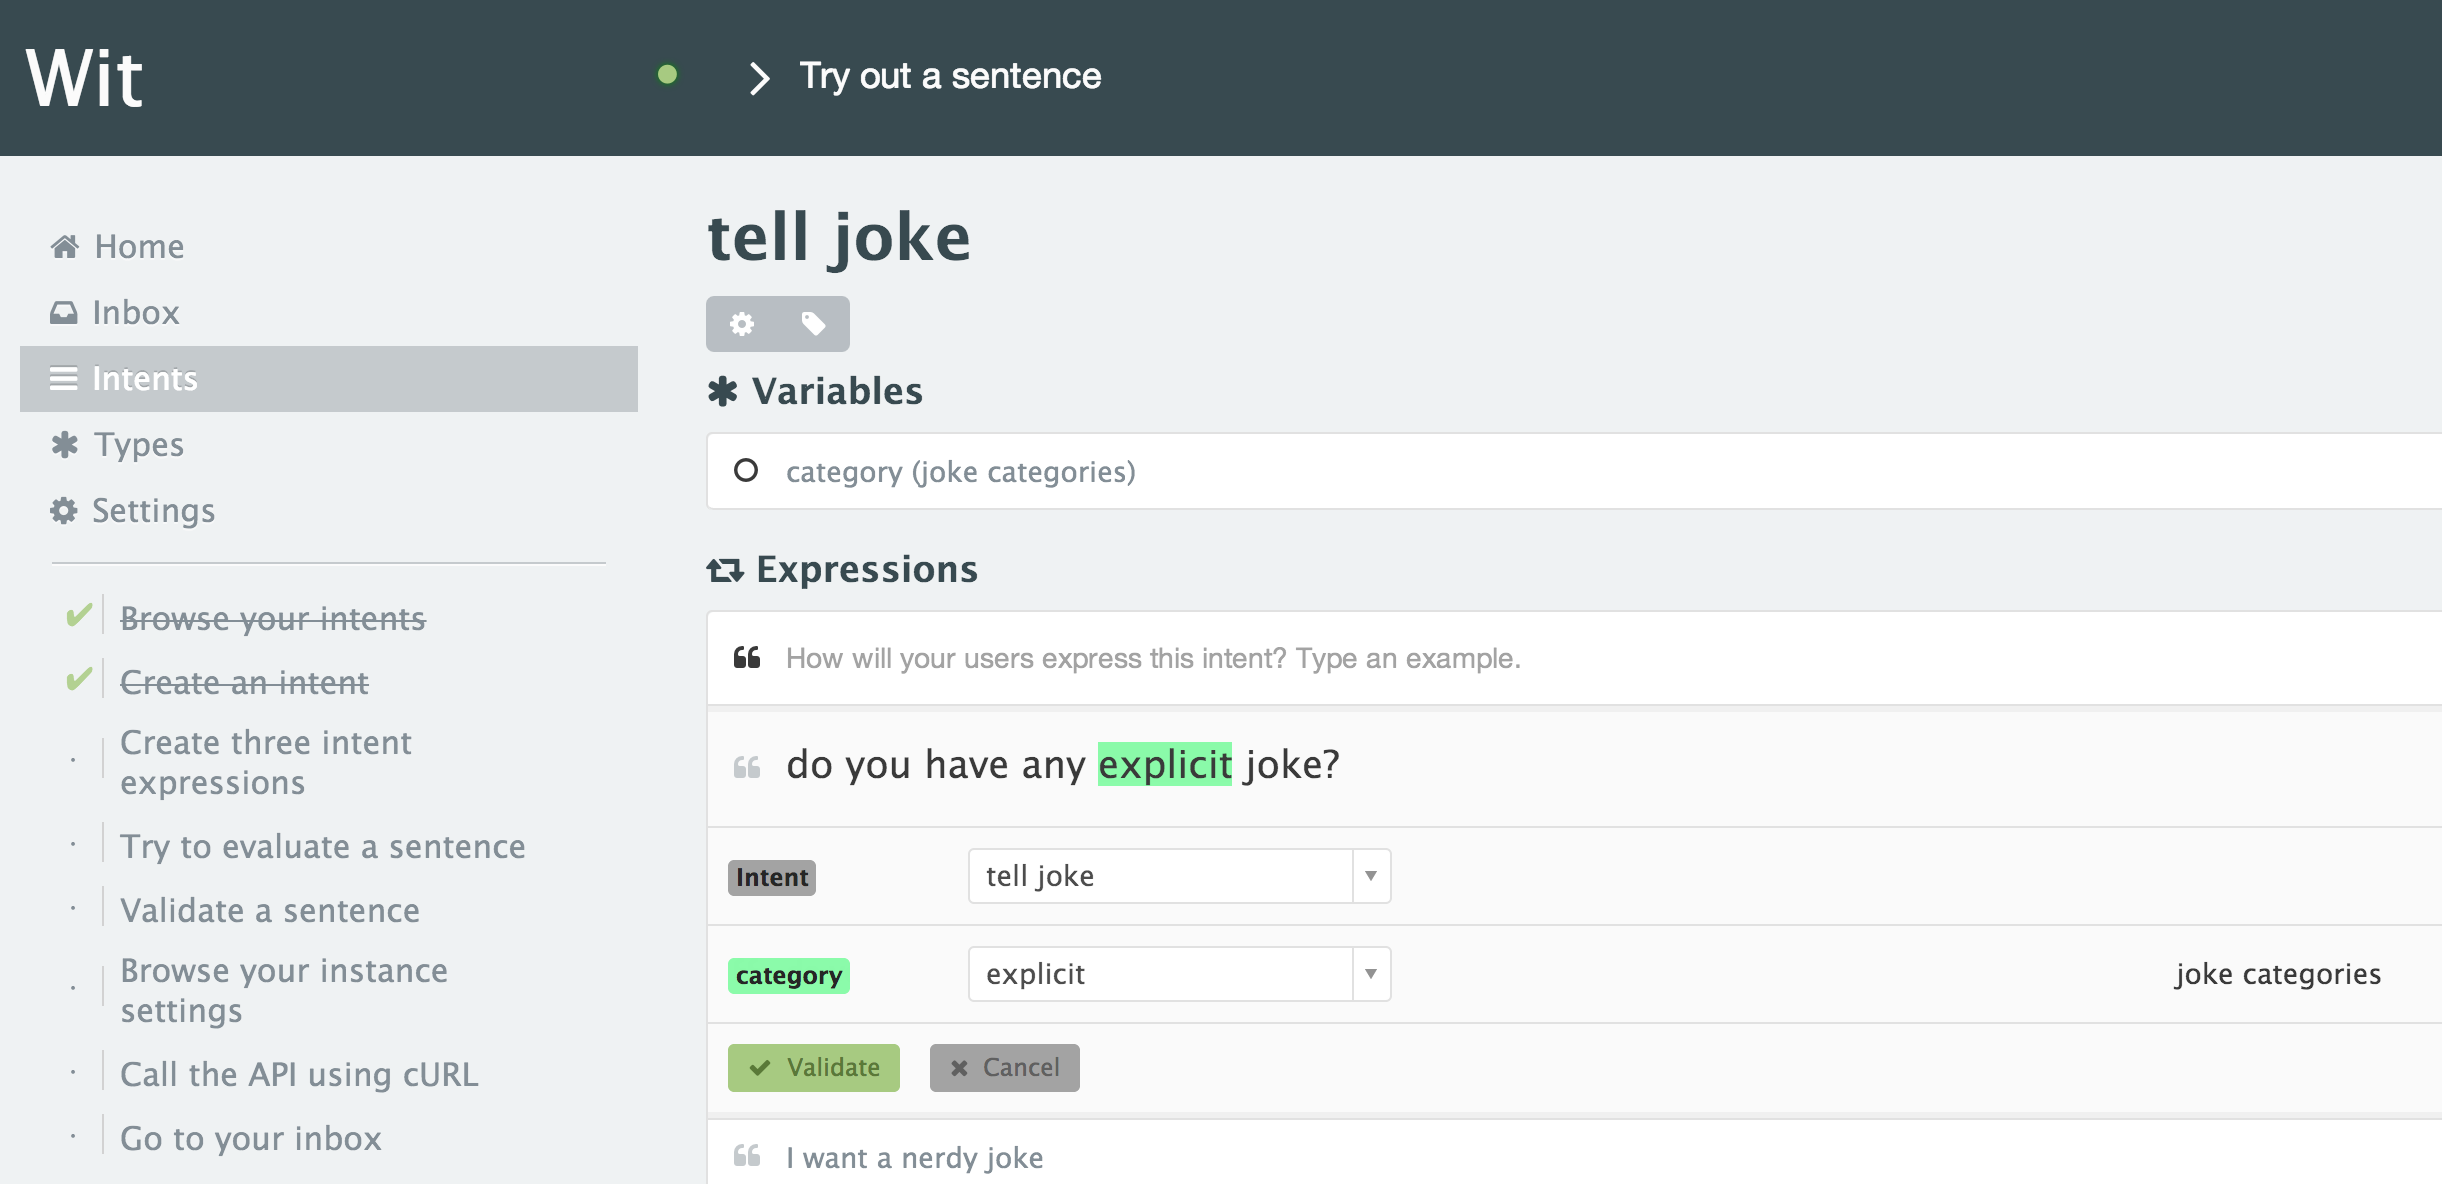 Wit
Try out a sentence
Home
Inbox
Intents
Types
Settings
Browse your intents
Create an intent
Create three intent
expressions
Try to evaluate a sentence
Validate a sentence
Browse your instance
settings
Call the API using cURL
Go to your inbox
tell joke
Variables
category (joke categories)
Expressions
How will your users express this intent? Type an example.
do you have any explicit joke?
Intent tell joke
category explicit joke categories
Validate Cancel
I want a nerdy joke